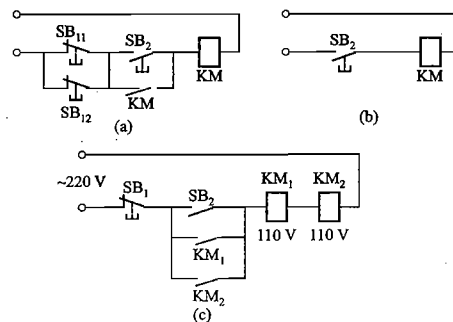 SB₁₁
SB₂
KM
SB₁₂
KM
(a)
SB₂
KM
(b)
~220 V
SB₁
SB₂
KM₁
KM₂
110 V
110 V
KM₁
KM₂
(c)